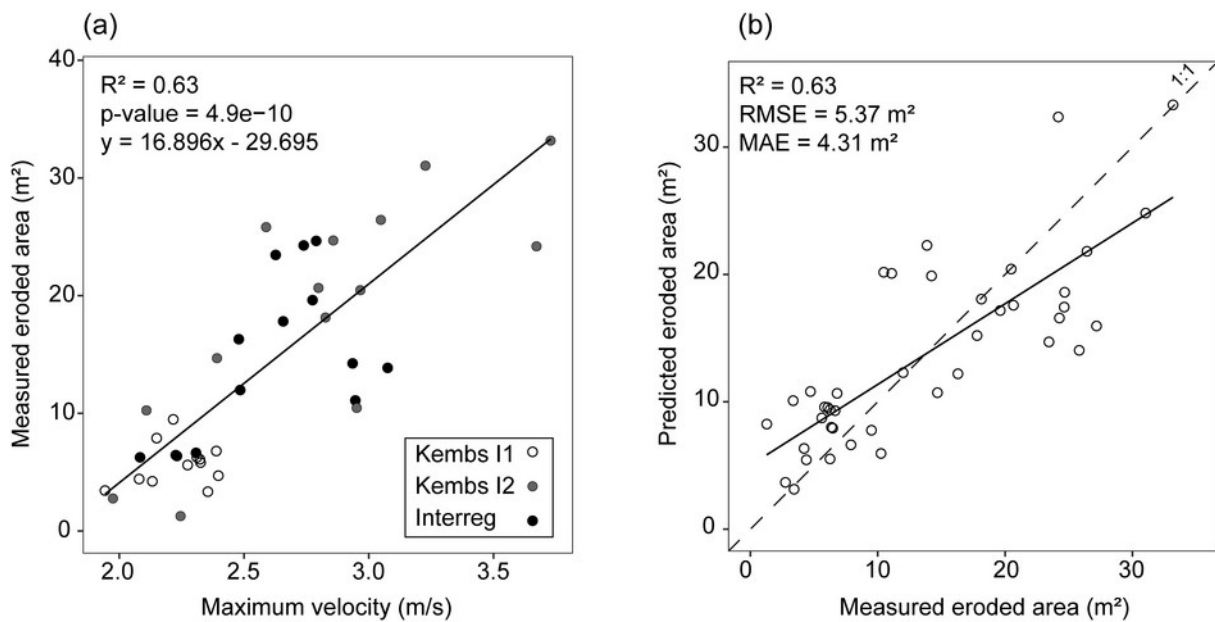 (a)
R² = 0.63
p-value = 4.9e−10
y = 16.896x - 29.695
Measured eroded area (m²)
40
30
20
10
0
Kembs I1
Kembs I2
Interreg
2.0 2.5 3.0 3.5
Maximum velocity (m/s)
(b)
R² = 0.63
RMSE = 5.37 m²
MAE = 4.31 m²
1:1
Predicted eroded area (m²)
30
20
10
0
0 10 20 30
Measured eroded area (m²)